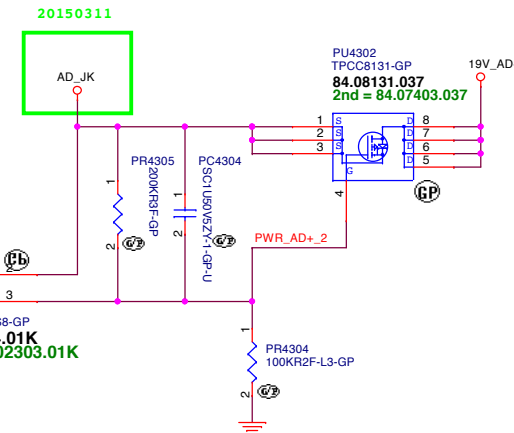 20150311
AD_JK
PU4302
TPCC8131-GP
84.08131.037
2nd = 84.07403.037
19V_AD
1 S D 8
2 S D 7
3 S D 6
D 5
G
4
GP
PR4305
200KR3F-GP
1
2
G/P
PC4304
SC1U50V5ZY-1-GP-U
1
2
G/P
PWR_AD+_2
Cb
2
3
S8-GP
.01K
02303.01K
1
PR4304
100KR2F-L3-GP
2
G/P